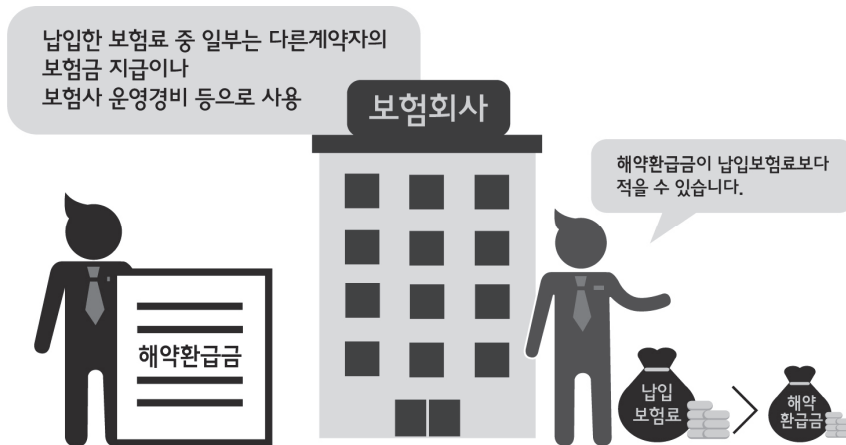 납입한 보험료 중 일부는 다른계약자의
보험금 지급이나
보험사 운영경비 등으로 사용
보험회사
해약환급금이 납입보험료보다
적을 수 있습니다.
해약환급금
납입
보험료
>
해약
환급금